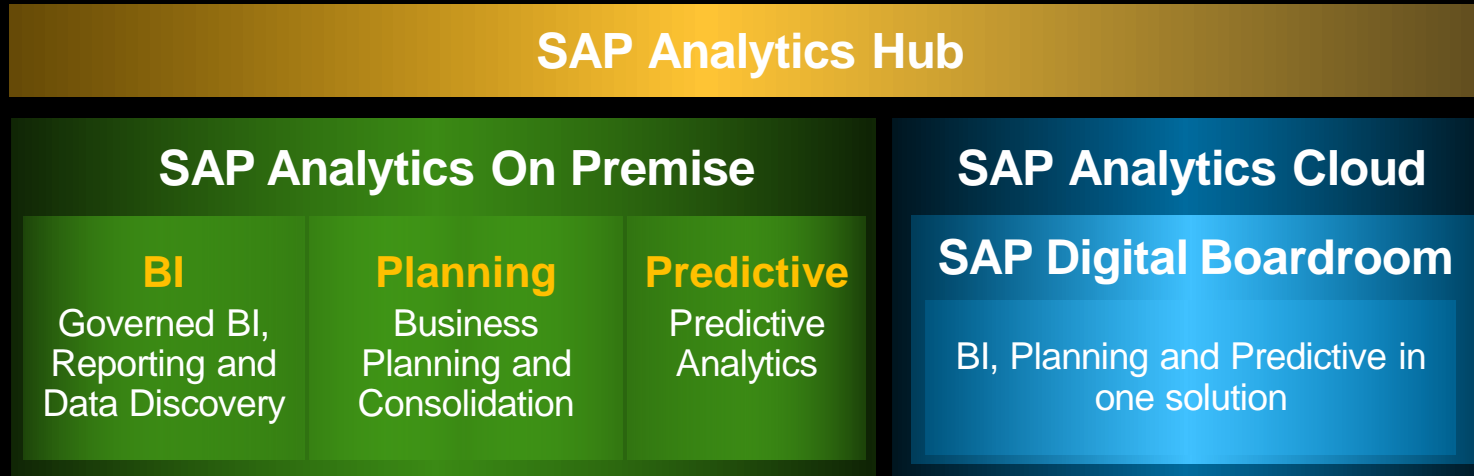 SAP Analytics Hub
SAP Analytics On Premise
BI
Governed BI,
Reporting and
Data Discovery
Planning
Business
Planning and
Consolidation
Predictive
Predictive
Analytics
SAP Analytics Cloud
SAP Digital Boardroom
BI, Planning and Predictive in
one solution